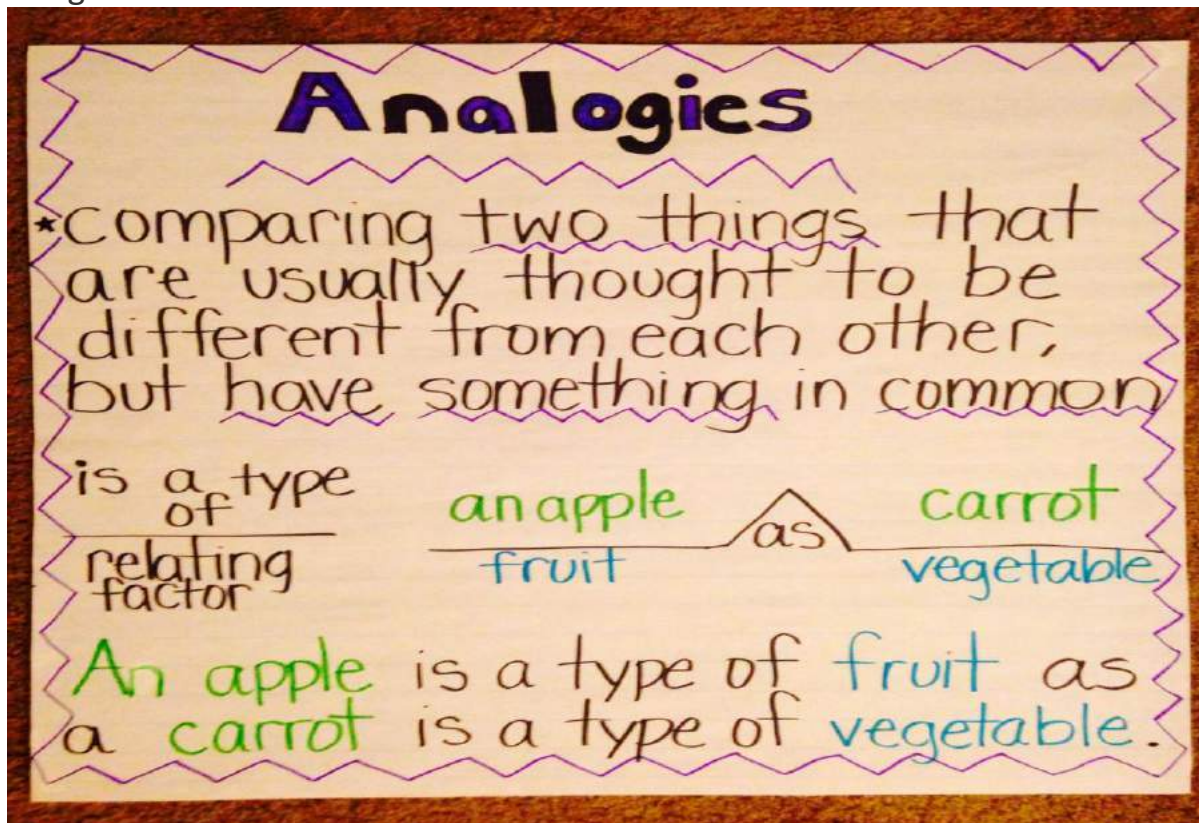 Analogies
*comparing two things that
are usually thought to be
different from each other,
but have something in common
is a type
of
relating
factor
an apple as carrot
fruit vegetable
An apple is a type of fruit as
a carrot is a type of vegetable.